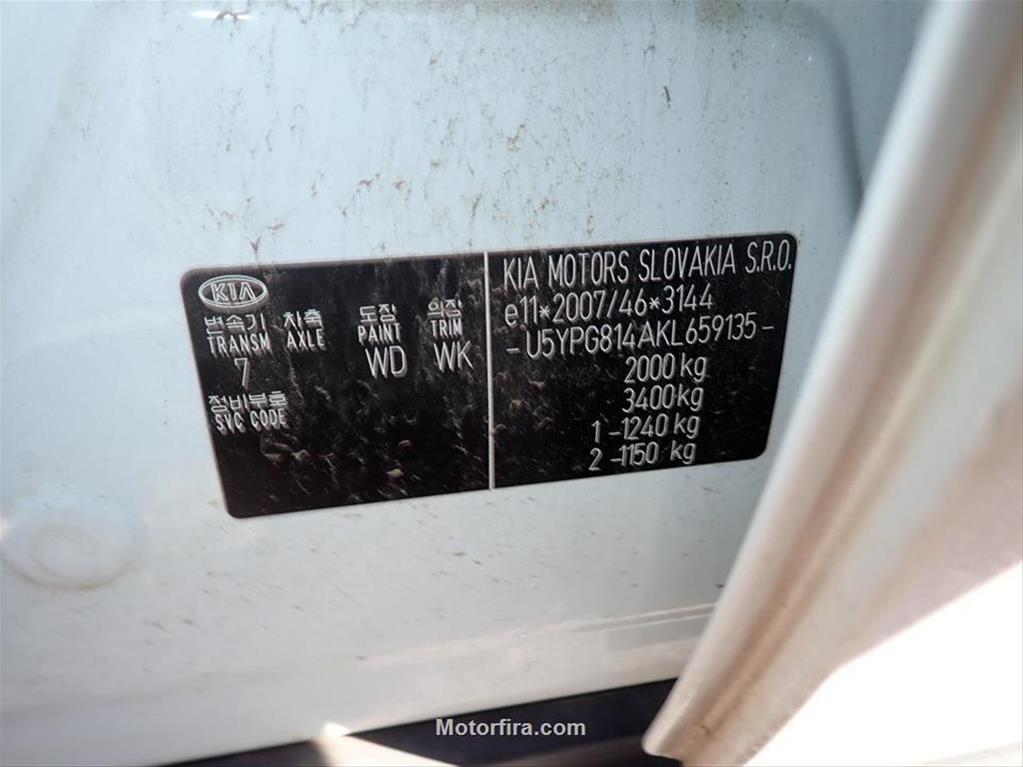 KIA
변속기 차축 도장 의장
TRANSM AXLE PAINT TRIM
7 WD WK
정비부호
SVC CODE
KIA MOTORS SLOVAKIA S.R.O.
e11*2007/46*3144
-U5YPG814AKL659135-
2000 kg
3400 kg
1 -1240 kg
2 -1150 kg
Motorfira.com